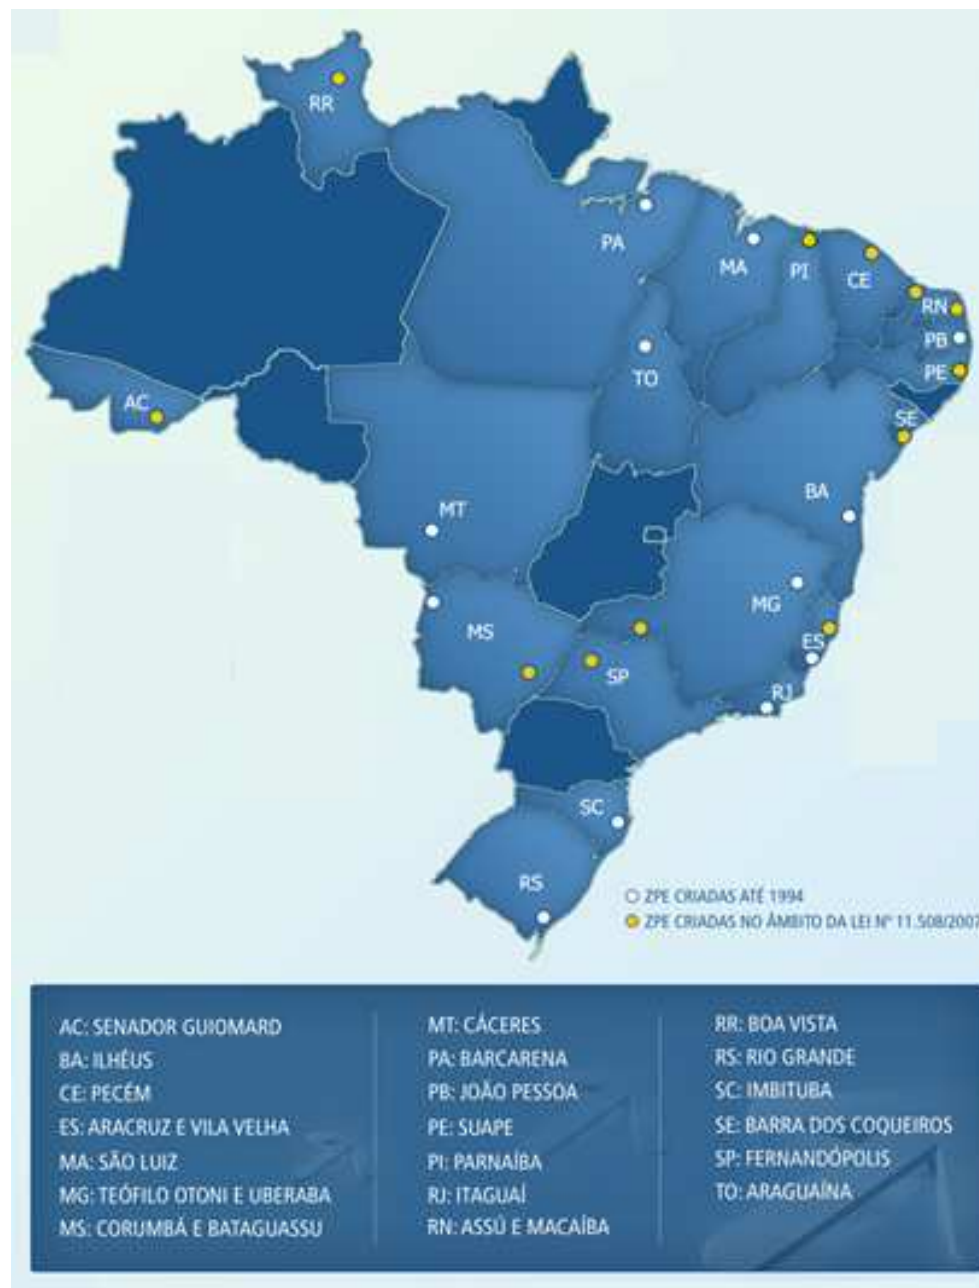 RR
PA
MA
PI
CE
RN
PB
PE
TO
AC
SE
BA
MT
MG
MS
ES
SP
RJ
SC
RS
ZPE CRIADAS ATÉ 1994
ZPE CRIADAS NO ÂMBITO DA LEI Nº 11.508/2007
AC: SENADOR GUIOMARD
BA: ILHÉUS
CE: PECÉM
ES: ARACRUZ E VILA VELHA
MA: SÃO LUIZ
MG: TEÓFILO OTONI E UBERABA
MS: CORUMBÁ E BATAGUASSU
MT: CÁCERES
PA: BARCARENA
PB: JOÃO PESSOA
PE: SUAPE
PI: PARNAÍBA
RJ: ITAGUAÍ
RN: ASSÚ E MACAÍBA
RR: BOA VISTA
RS: RIO GRANDE
SC: IMBITUBA
SE: BARRA DOS COQUEIROS
SP: FERNANDÓPOLIS
TO: ARAGUAÍNA